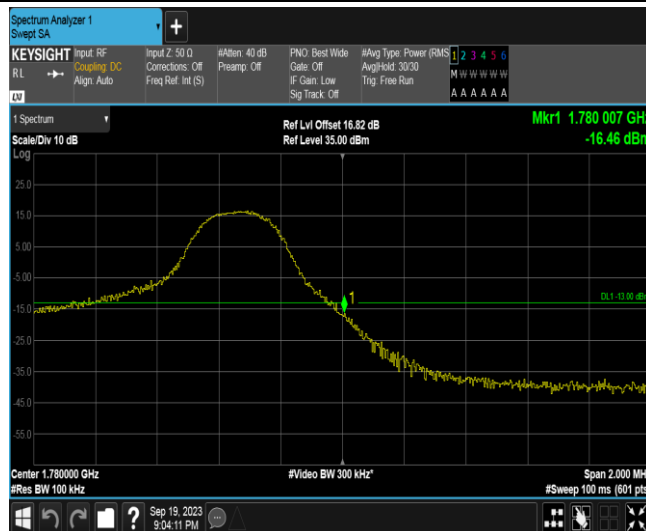 Spectrum Analyzer 1
Swept SA
KEYSIGHT
RL
Input: RF
Coupling: DC
Align: Auto
Input Z: 50 Ω
Corrections: Off
Freq Ref: Int (S)
#Atten: 40 dB
Preamp: Off
PNO: Best Wide
Gate: Off
IF Gain: Low
Sig Track: Off
#Avg Type: Power (RMS
Avg|Hold: 30/30
Trig: Free Run
1 2 3 4 5 6
M W W W W W
A A A A A A
LXI
1 Spectrum
Scale/Div 10 dB
Ref Lvl Offset 16.82 dB
Ref Level 35.00 dBm
Mkr1 1.780 007 GHz
-16.46 dBm
Log
25.0
15.0
5.00
-5.00
-15.0
-25.0
-35.0
-45.0
-55.0
1
DL1 -13.00 dBm
Center 1.780000 GHz
#Res BW 100 kHz
#Video BW 300 kHz*
Span 2.000 MH
#Sweep 100 ms (601 pts
Sep 19, 2023
9:04:11 PM